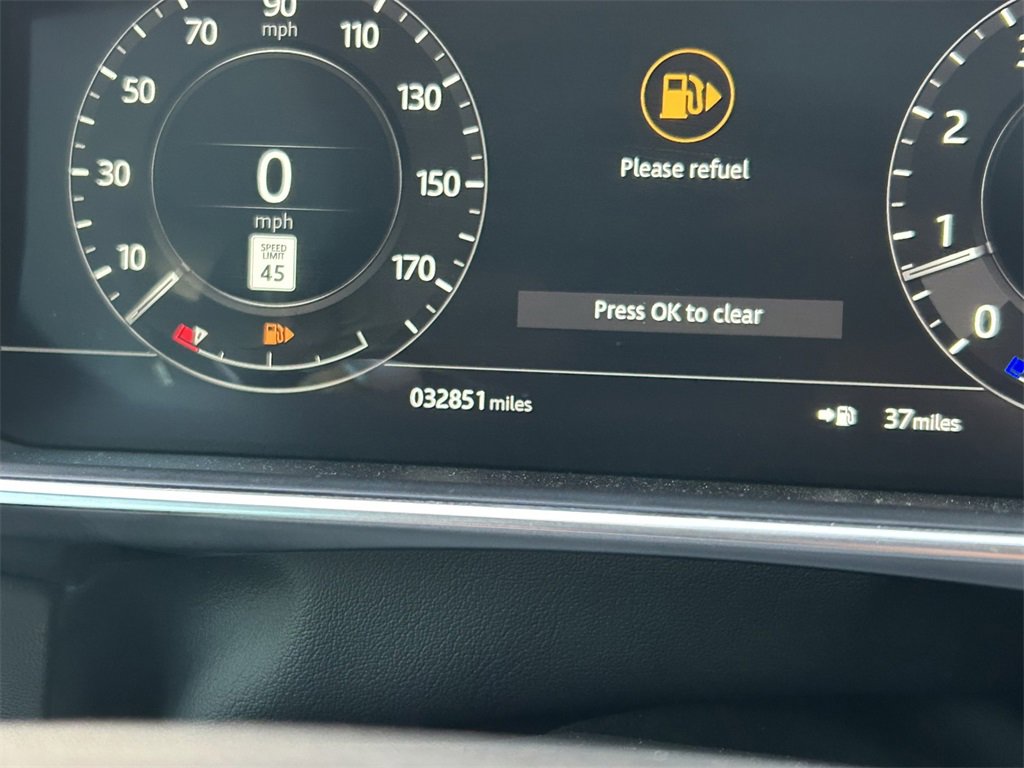 90
mph
70
110
50
130
30
150
10
170
0
mph
SPEED
LIMIT
45
Please refuel
Press OK to clear
032851 miles
37miles
2
1
0